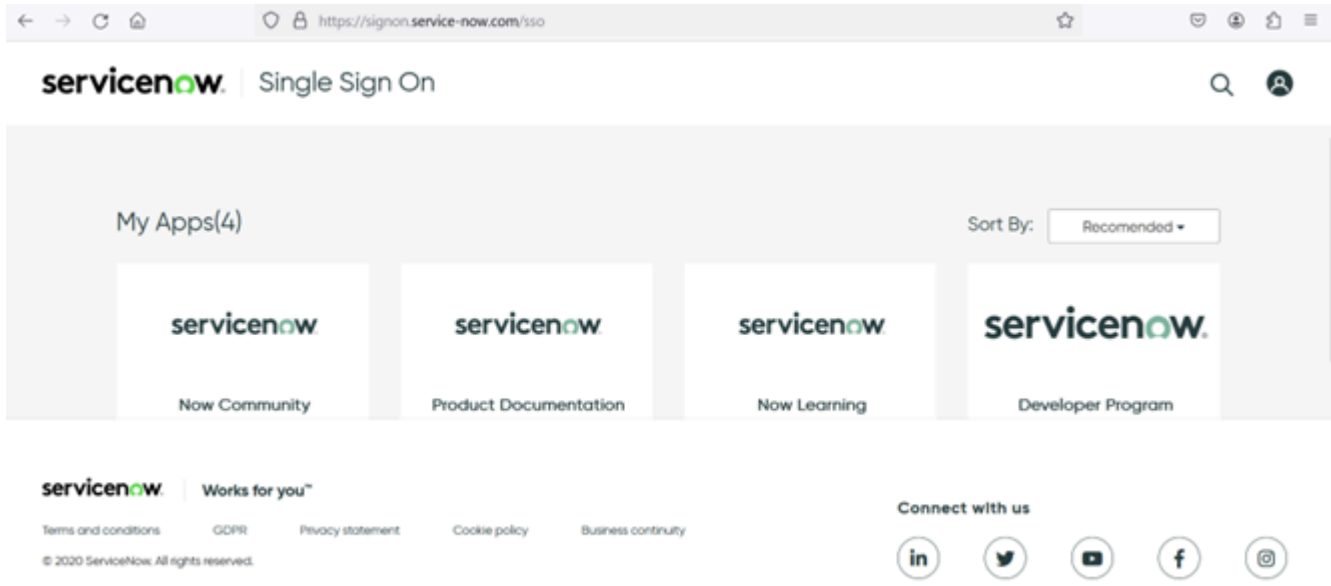 https://signon.service-now.com/sso
servicenow. Single Sign On
My Apps(4)
Sort By: Recomended
servicenow servicenow servicenow servicenow.
Now Community Product Documentation Now Learning Developer Program
servicenow. Works for you™
Connect with us
Terms and conditions GDPR Privacy statement Cookie policy Business continuity
© 2020 ServiceNow. All rights reserved.
in f